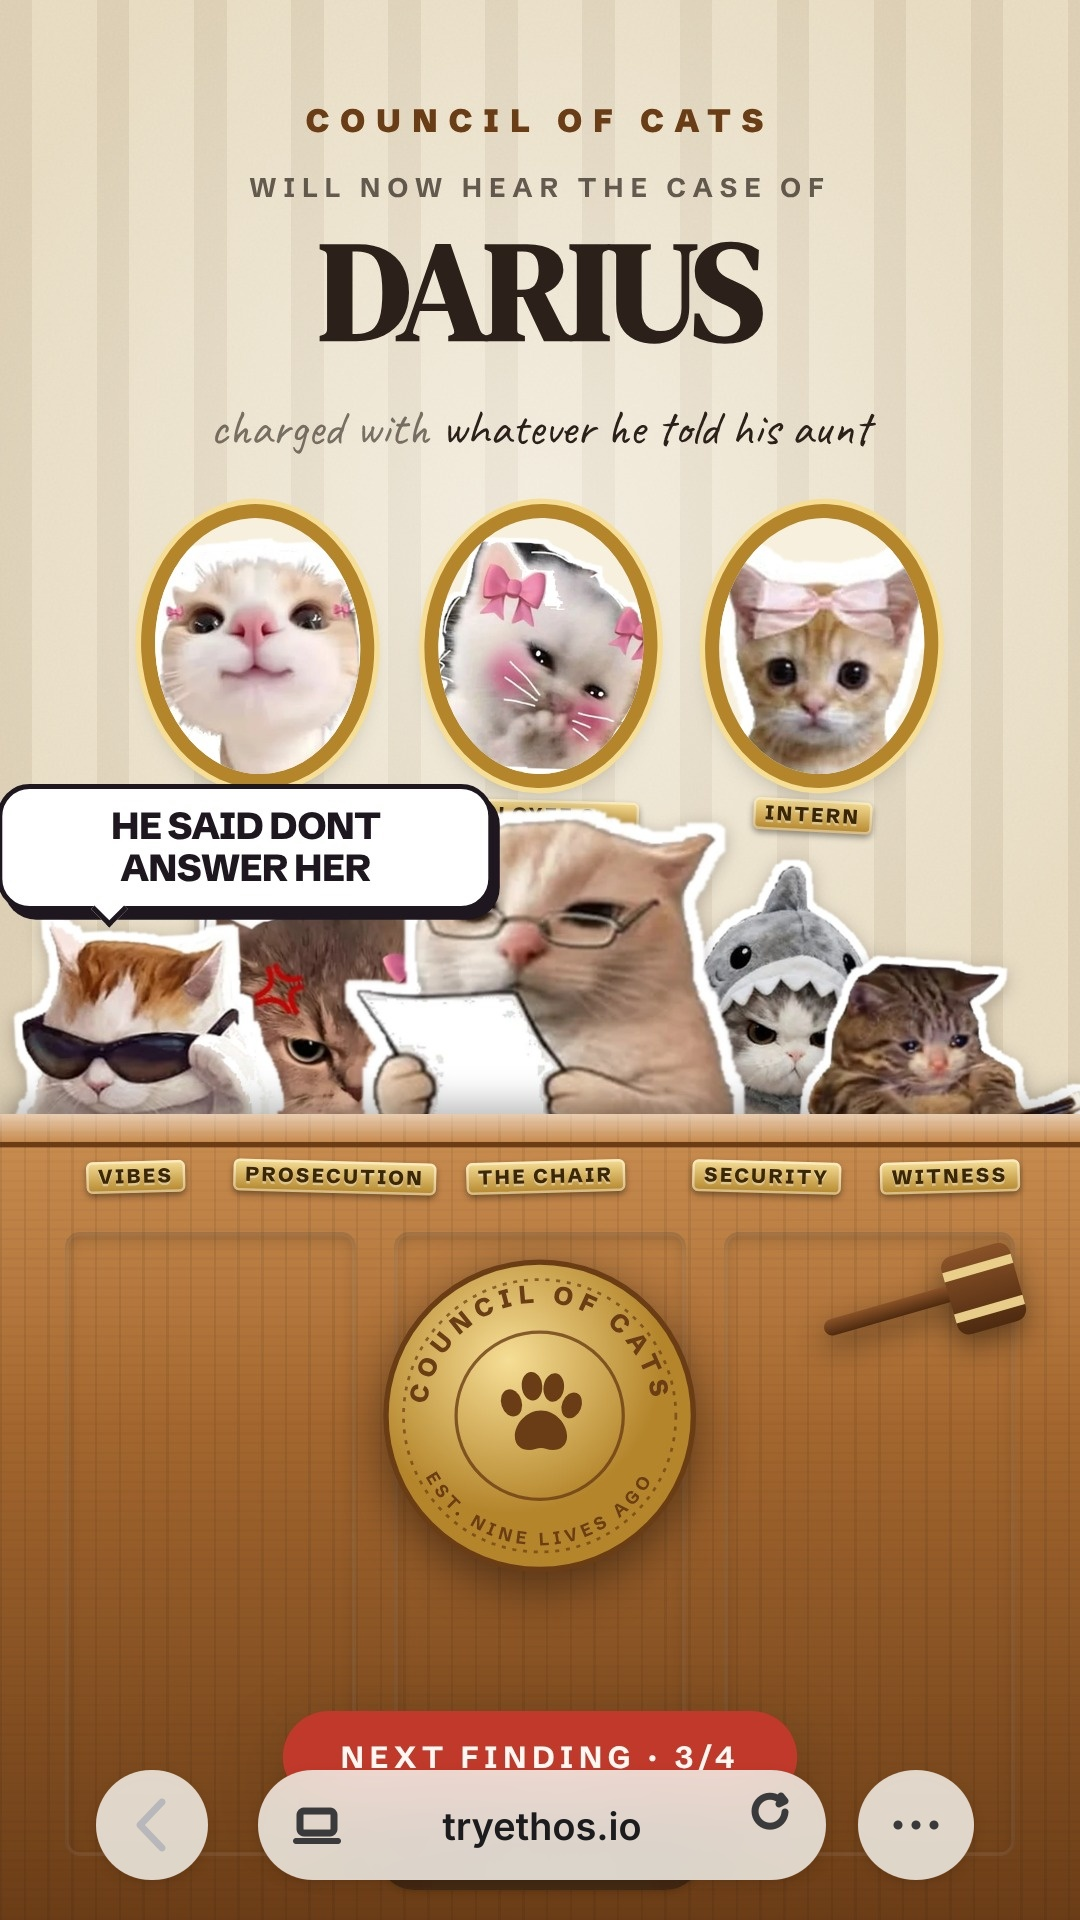 COUNCIL OF CATS
WILL NOW HEAR THE CASE OF
DARIUS
charged with whatever he told his aunt
INTERN
HE SAID DONT
ANSWER HER
VIBES
PROSECUTION
THE CHAIR
SECURITY
WITNESS
COUNCIL OF CATS
EST. NINE LIVES AGO
NEXT FINDING · 3/4
tryethos.io